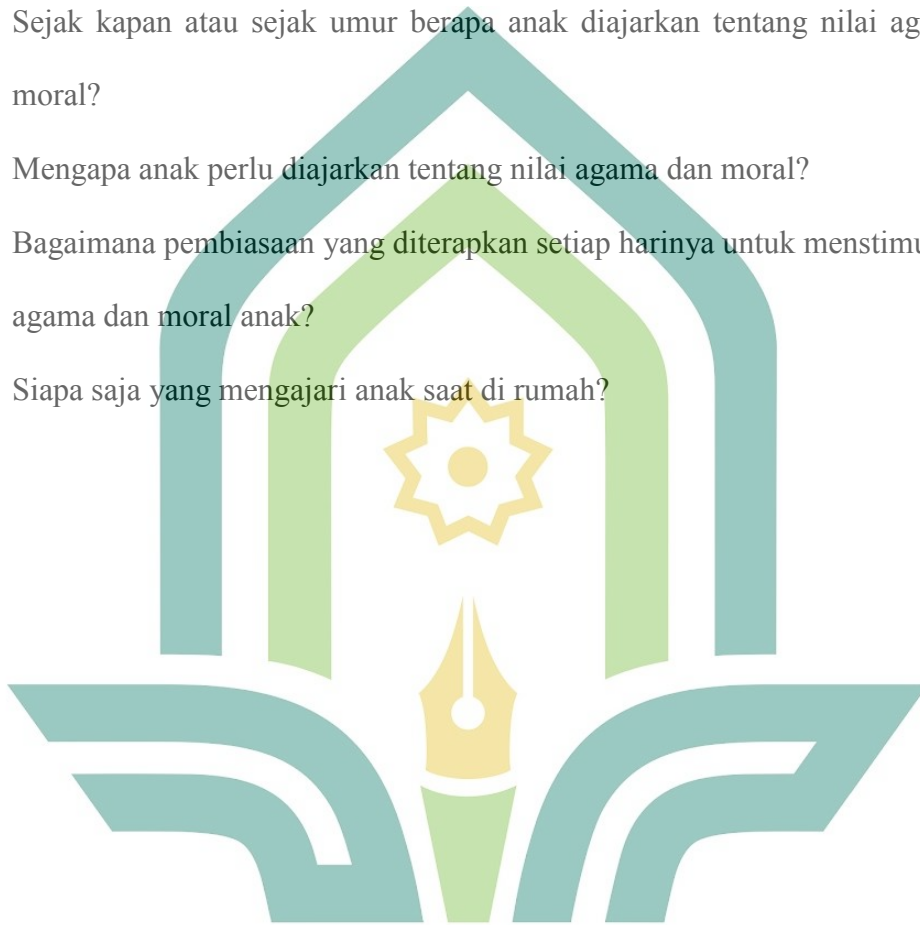 Sejak kapan atau sejak umur berapa anak diajarkan tentang nilai ag
moral?
Mengapa anak perlu diajarkan tentang nilai agama dan moral?
Bagaimana pembiasaan yang diterapkan setiap harinya untuk menstimu
agama dan moral anak?
Siapa saja yang mengajari anak saat di rumah?